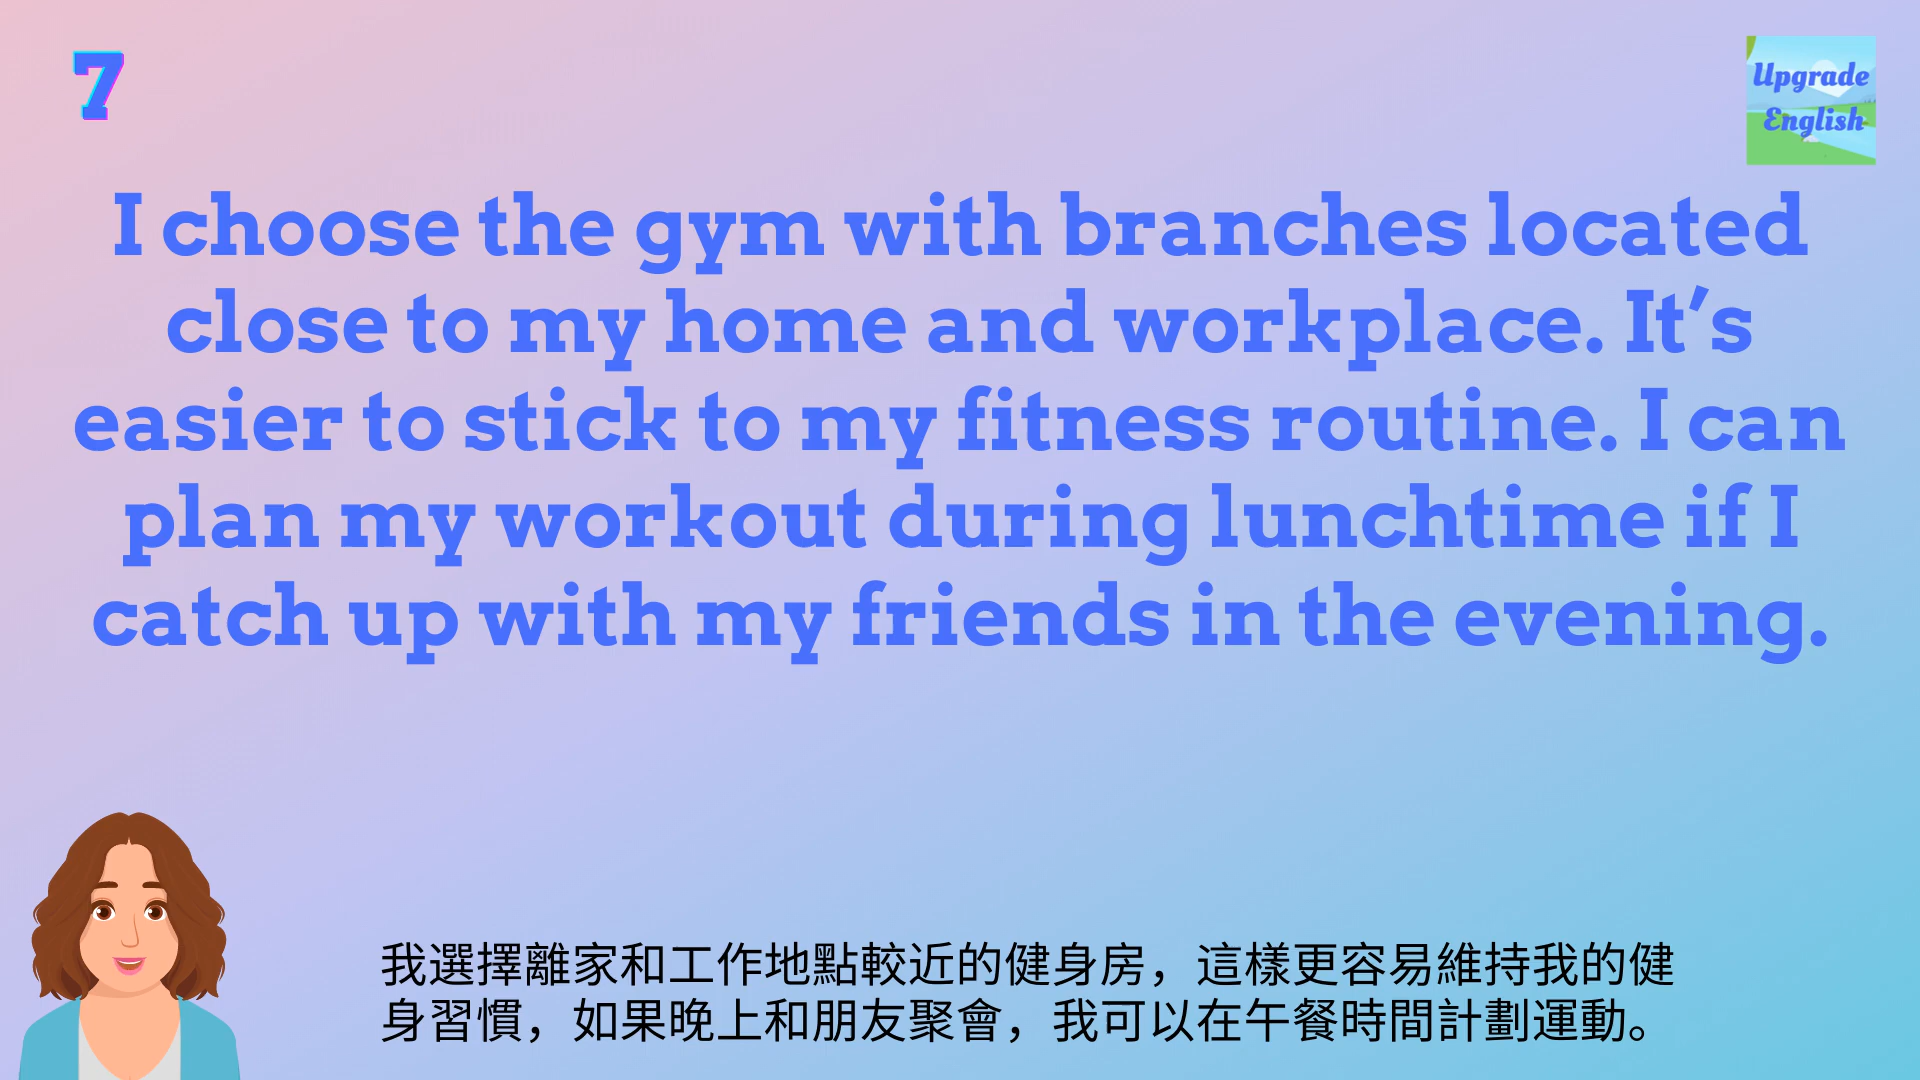 7
Upgrade
English
I choose the gym with branches located
close to my home and workplace. It’s
easier to stick to my fitness routine. I can
plan my workout during lunchtime if I
catch up with my friends in the evening.
我選擇離家和工作地點較近的健身房，這樣更容易維持我的健
身習慣，如果晚上和朋友聚會，我可以在午餐時間計劃運動。